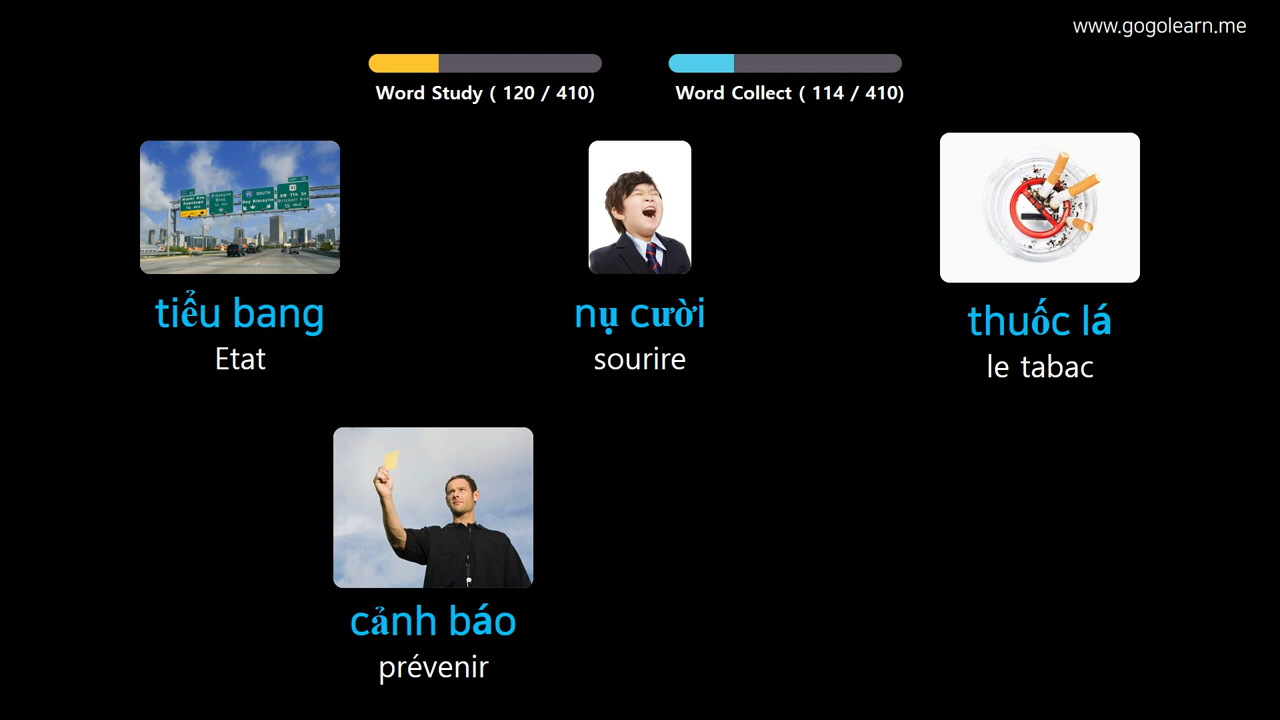 www.gogolearn.me
Word Study ( 120 / 410)
Word Collect ( 114 / 410)
tiểu bang
Etat
nụ cười
sourire
thuốc lá
le tabac
cảnh báo
prévenir